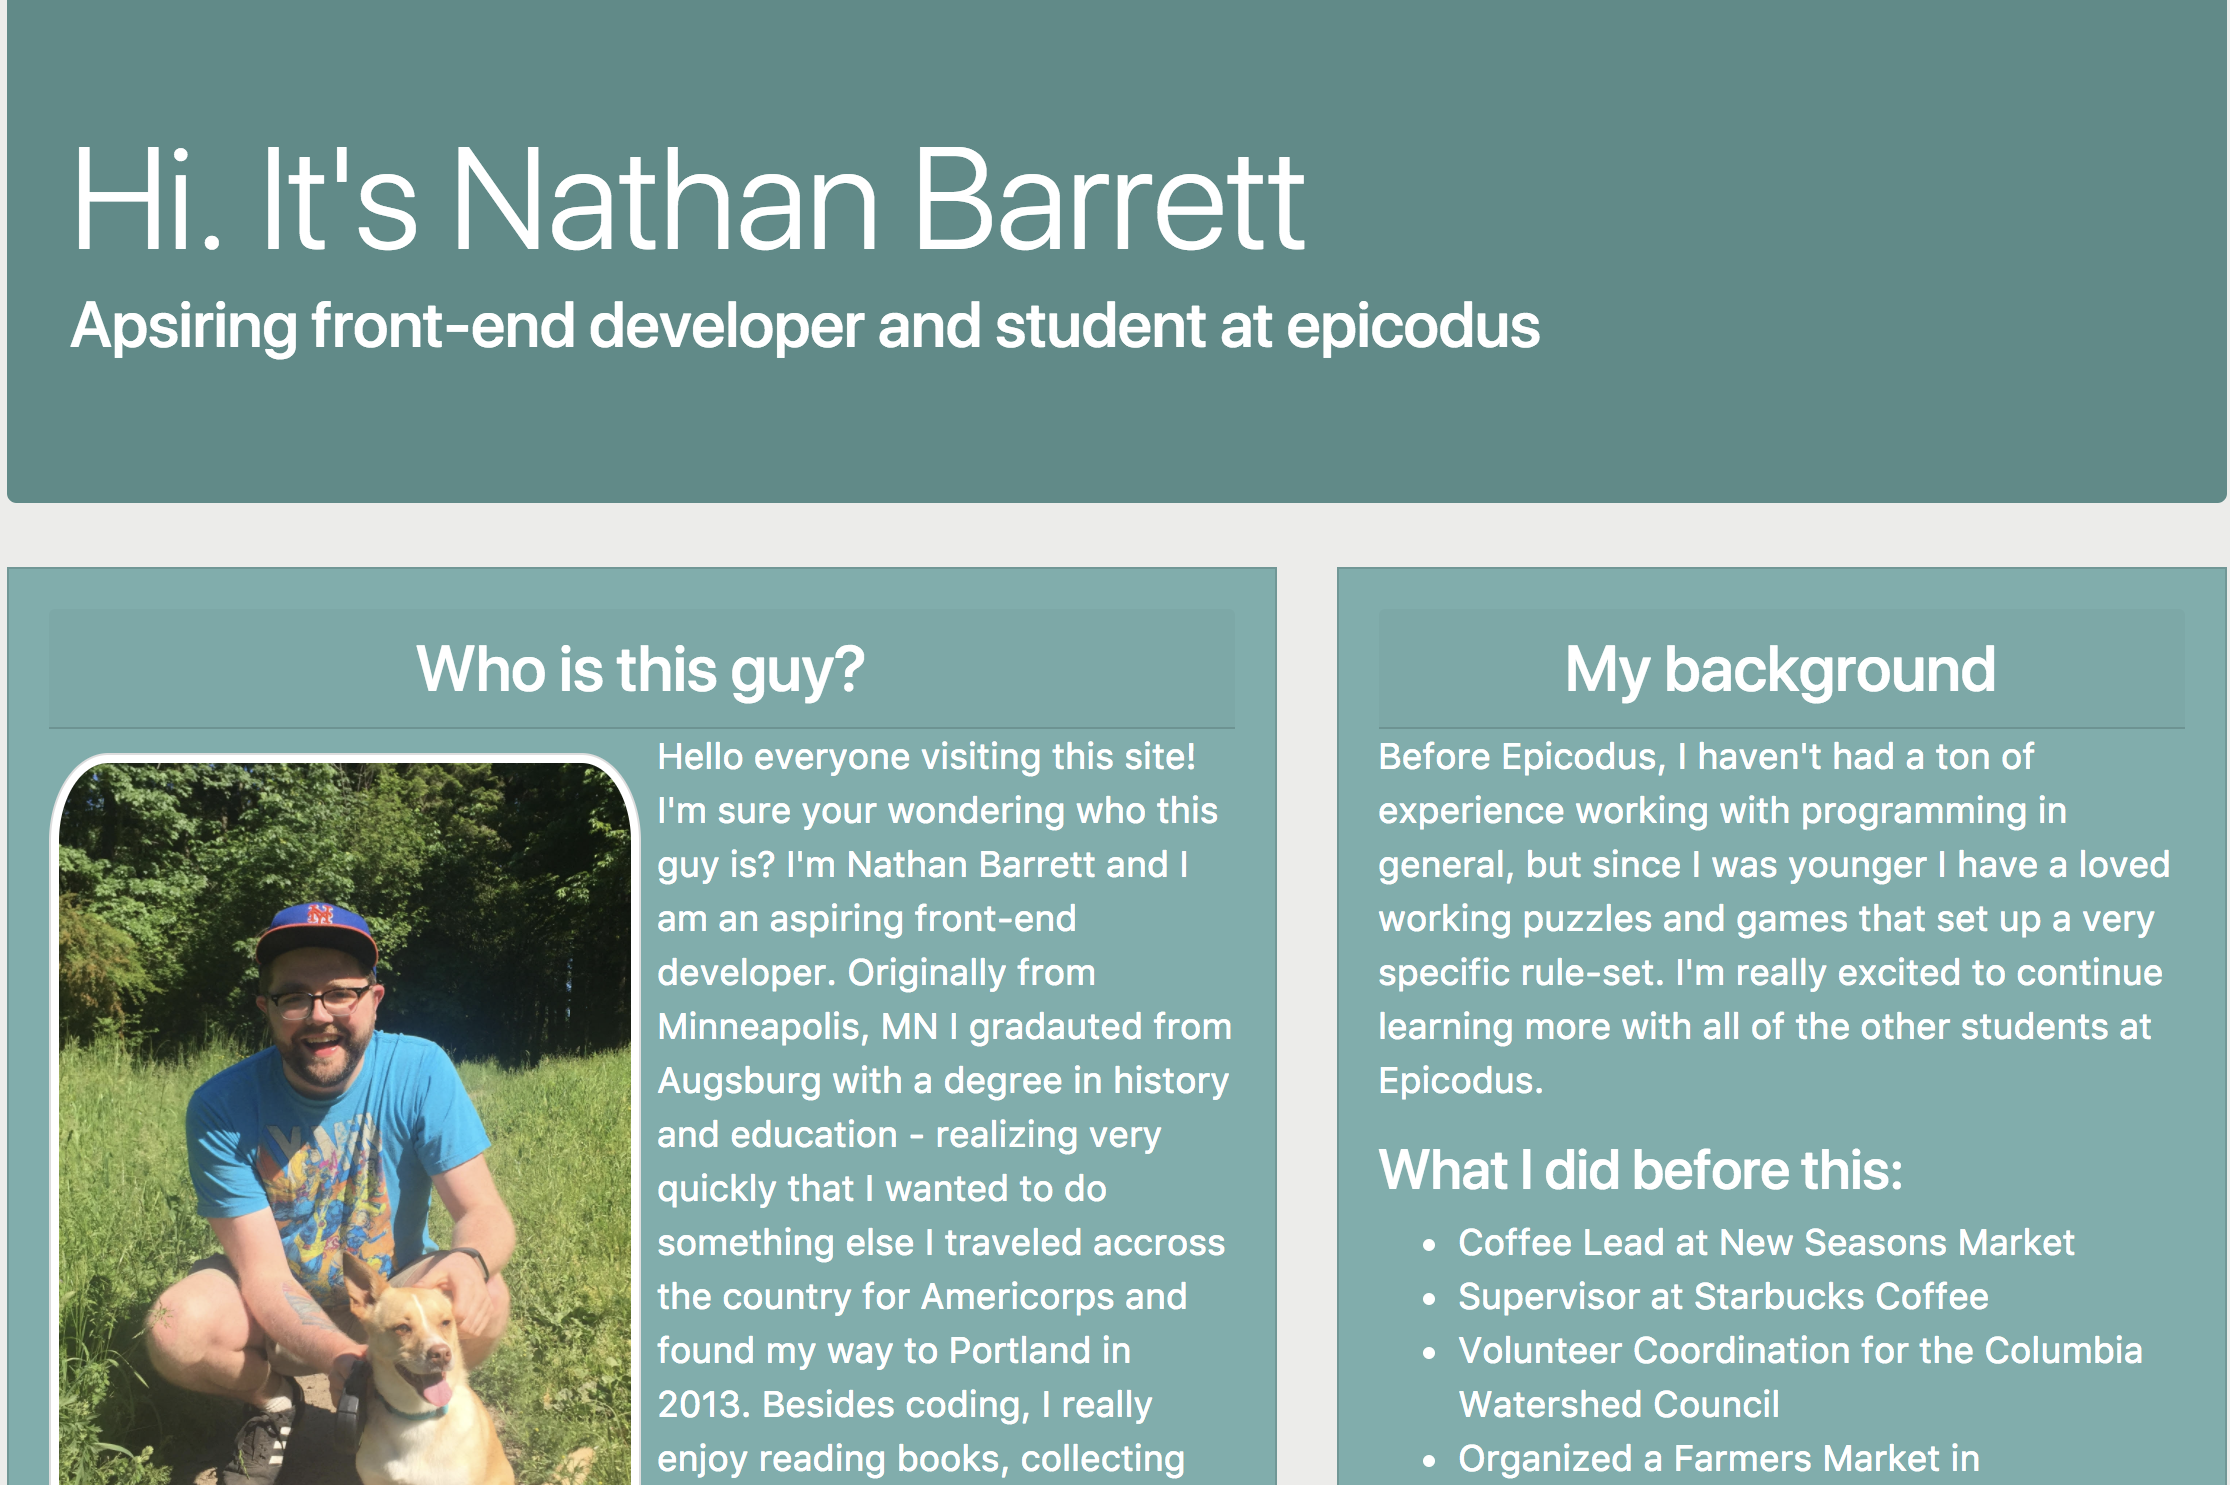 Hi. It's Nathan Barrett
Apsiring front-end developer and student at epicodus
Who is this guy?
Hello everyone visiting this site!
I'm sure your wondering who this
guy is? I'm Nathan Barrett and I
am an aspiring front-end
developer. Originally from
Minneapolis, MN I gradauted from
Augsburg with a degree in history
and education - realizing very
quickly that I wanted to do
something else I traveled accross
the country for Americorps and
found my way to Portland in
2013. Besides coding, I really
enjoy reading books, collecting
My background
Before Epicodus, I haven't had a ton of
experience working with programming in
general, but since I was younger I have a loved
working puzzles and games that set up a very
specific rule-set. I'm really excited to continue
learning more with all of the other students at
Epicodus.
What I did before this:
• Coffee Lead at New Seasons Market
• Supervisor at Starbucks Coffee
• Volunteer Coordination for the Columbia
Watershed Council
• Organized a Farmers Market in